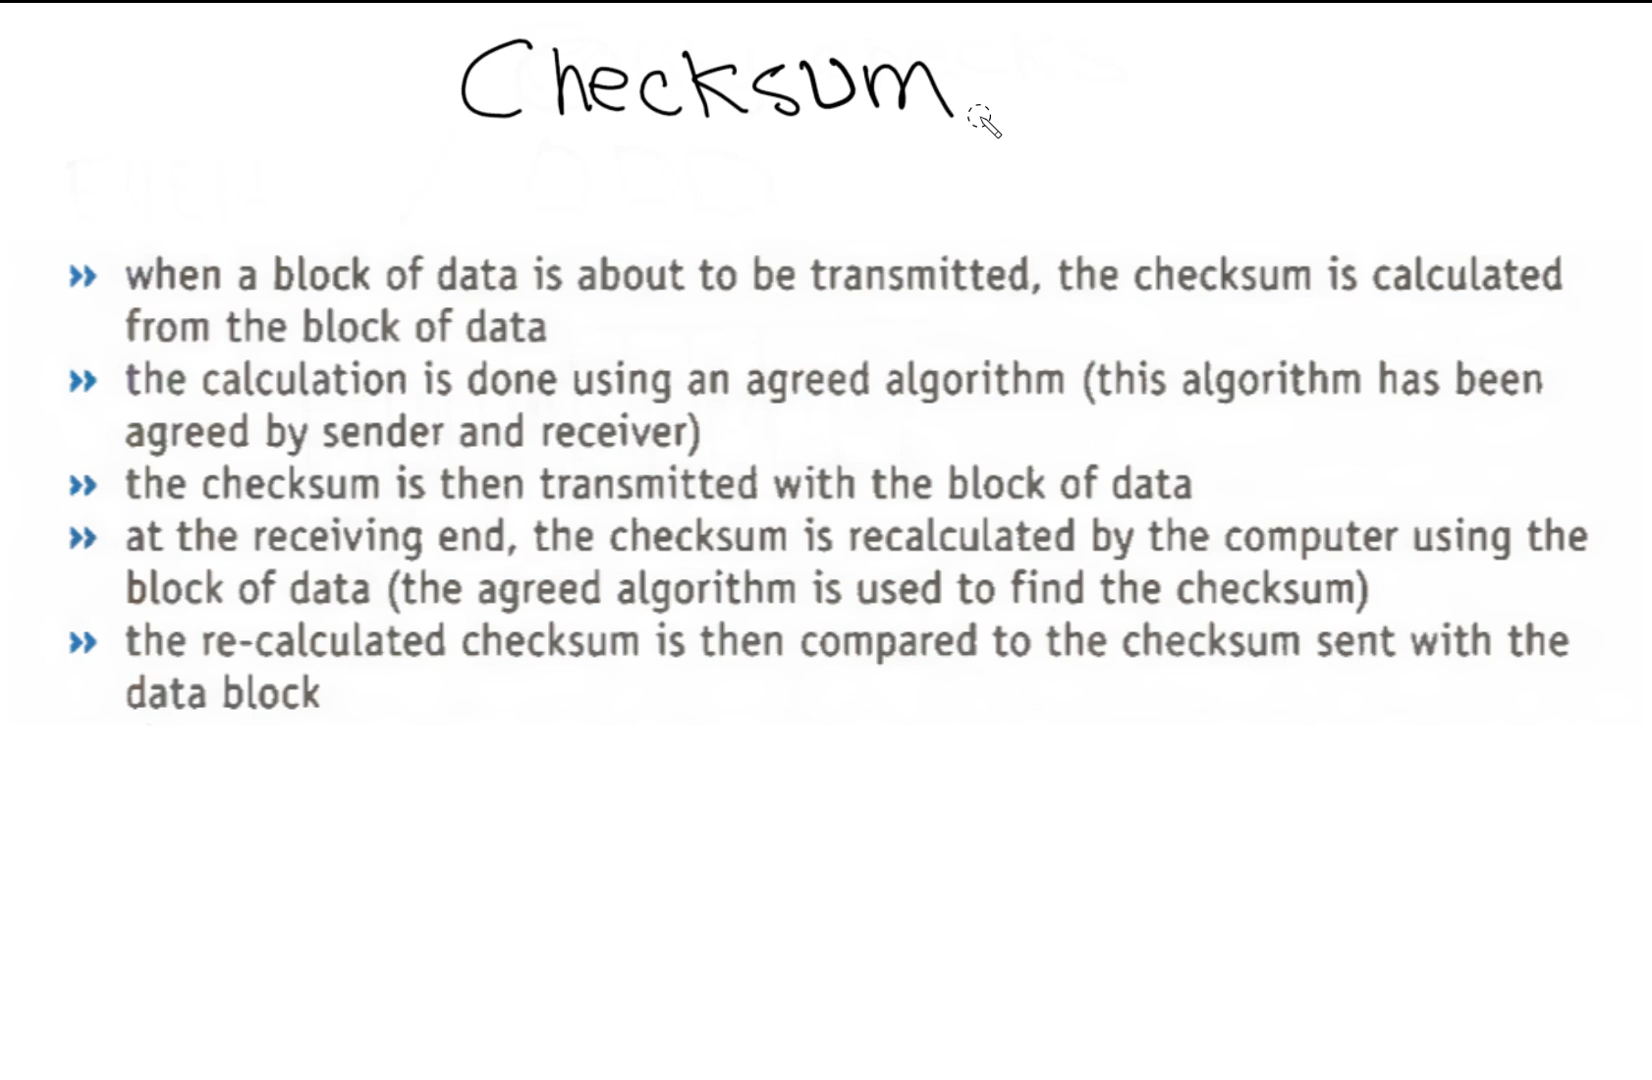 Checksum
» when a block of data is about to be transmitted, the checksum is calculated
from the block of data
» the calculation is done using an agreed algorithm (this algorithm has been
agreed by sender and receiver)
» the checksum is then transmitted with the block of data
» at the receiving end, the checksum is recalculated by the computer using the
block of data (the agreed algorithm is used to find the checksum)
» the re-calculated checksum is then compared to the checksum sent with the
data block